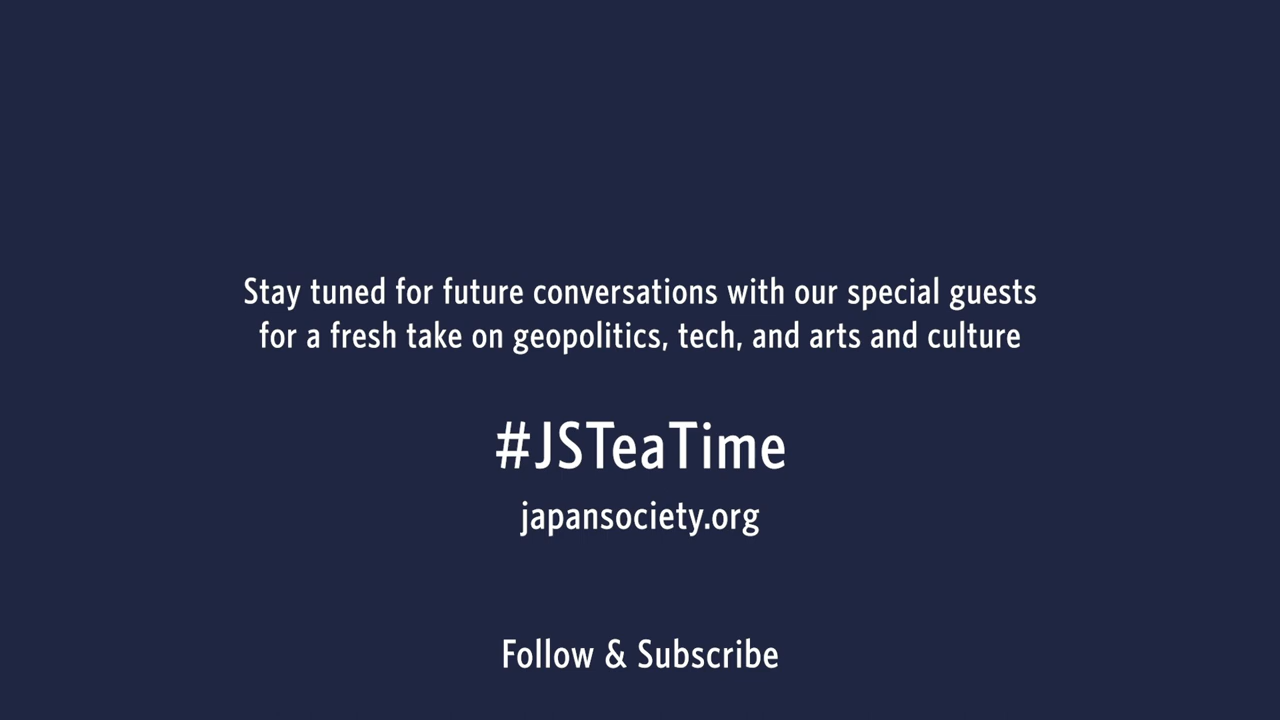 Stay tuned for future conversations with our special guests
for a fresh take on geopolitics, tech, and arts and culture
#JSTeaTime
japansociety.org
Follow & Subscribe